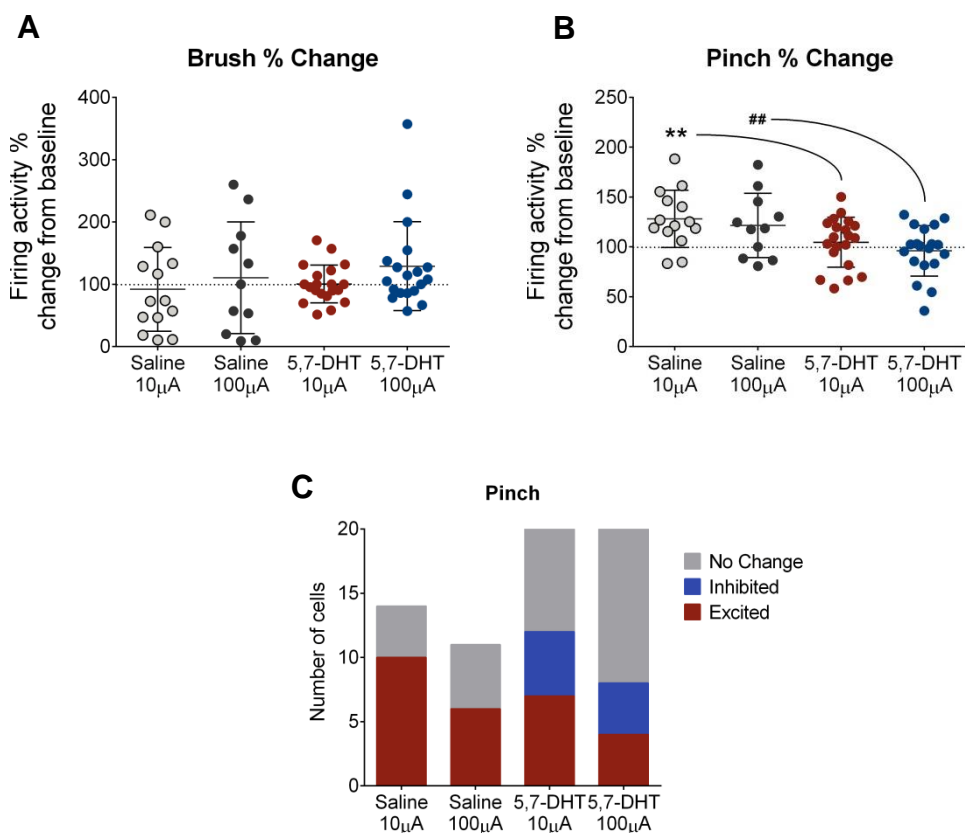 A
Brush % Change
Firing activity %
change from baseline
400
300
200
100
0
Saline
10μA
Saline
100μA
5,7-DHT
10μA
5,7-DHT
100μA
B
Pinch % Change
Firing activity %
change from baseline
250
200
150
100
50
0
**
##
Saline
10μA
Saline
100μA
5,7-DHT
10μA
5,7-DHT
100μA
C
Pinch
Number of cells
20
15
10
5
0
Saline
10μA
Saline
100μA
5,7-DHT
10μA
5,7-DHT
100μA
No Change
Inhibited
Excited